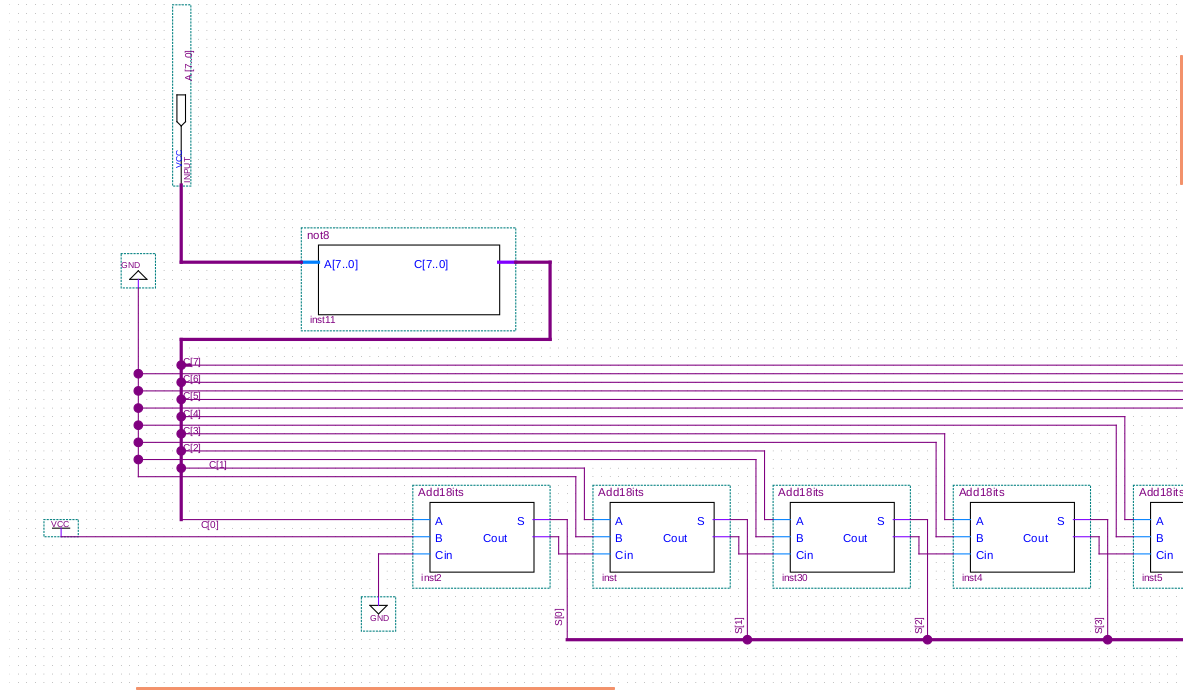 A [7..0]
VCC
INPUT
not8
GND
A[7..0] C[7..0]
inst11
C[7]
C[6]
C[5]
C[4]
C[3]
C[2]
C[1]
Add18its Add18its Add18its Add18its Add18its
VCC
C[0]
A S A S A S A S A
B Cout B Cout B Cout B Cout B
Cin Cin Cin Cin Cin
inst2 inst inst30 inst4 inst5
GND
S[0] S[1] S[2] S[3]